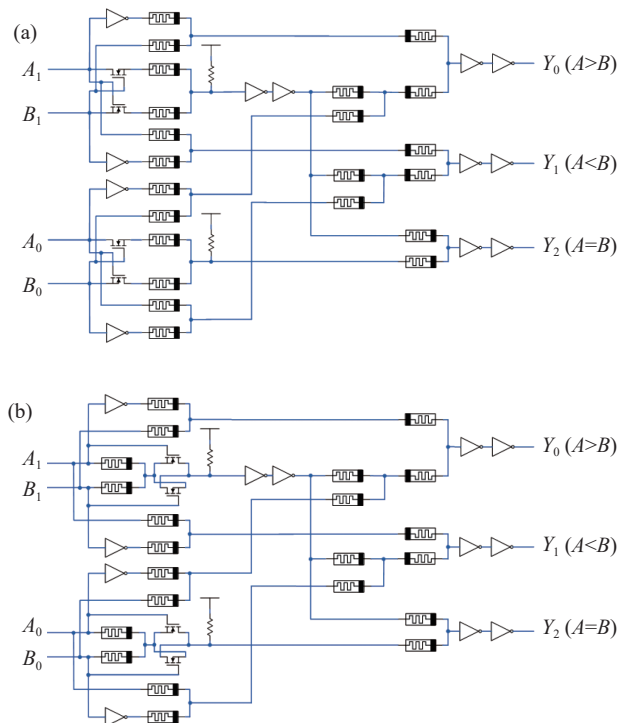 (a)
A₁
B₁
A₀
B₀
Y₀ (A>B)
Y₁ (A<B)
Y₂ (A=B)
(b)
A₁
B₁
A₀
B₀
Y₀ (A>B)
Y₁ (A<B)
Y₂ (A=B)